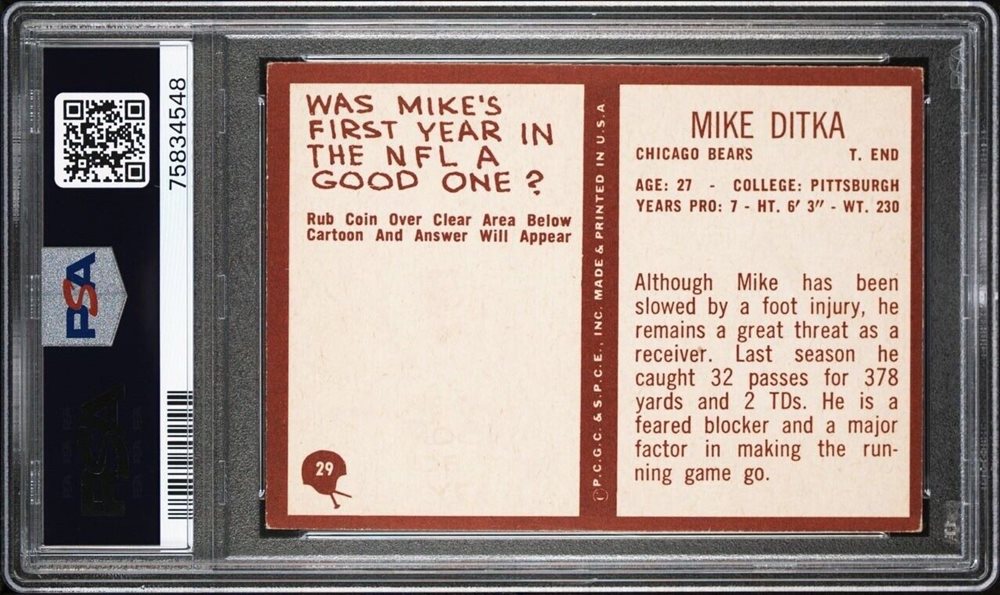 75834548
PSA
PSA
WAS MIKE'S
FIRST YEAR IN
THE NFL A
GOOD ONE?
Rub Coin Over Clear Area Below
Cartoon And Answer Will Appear
29
Ⓟ P.C.G.C. & S.P.C.E., INC. MADE & PRINTED IN U.S.A
MIKE DITKA
CHICAGO BEARS T. END
AGE: 27 - COLLEGE: PITTSBURGH
YEARS PRO: 7 - HT. 6' 3" - WT. 230
Although Mike has been
slowed by a foot injury, he
remains a great threat as a
receiver. Last season he
caught 32 passes for 378
yards and 2 TDs. He is a
feared blocker and a major
factor in making the run-
ning game go.